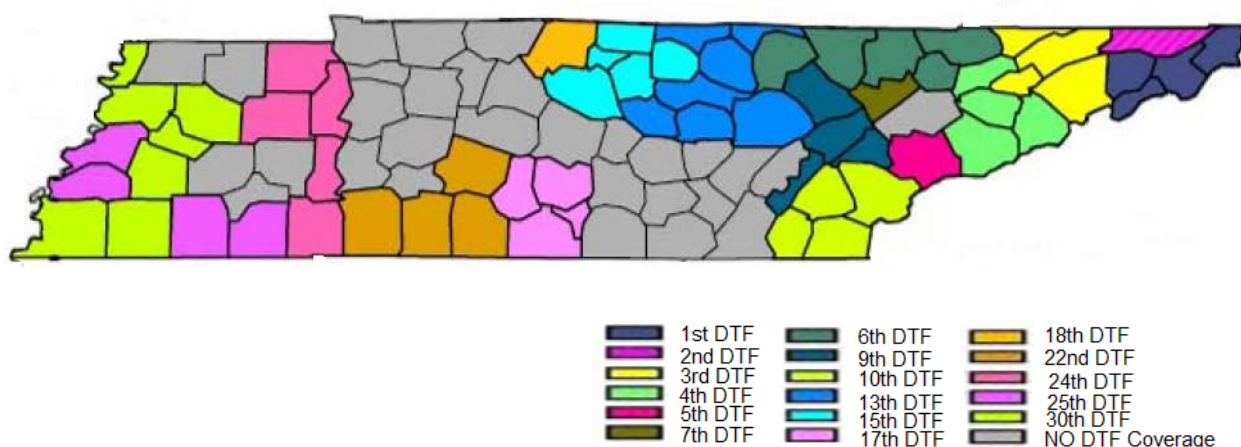 1st DTF
2nd DTF
3rd DTF
4th DTF
5th DTF
7th DTF
6th DTF
9th DTF
10th DTF
13th DTF
15th DTF
17th DTF
18th DTF
22nd DTF
24th DTF
25th DTF
30th DTF
NO DTF Coverage